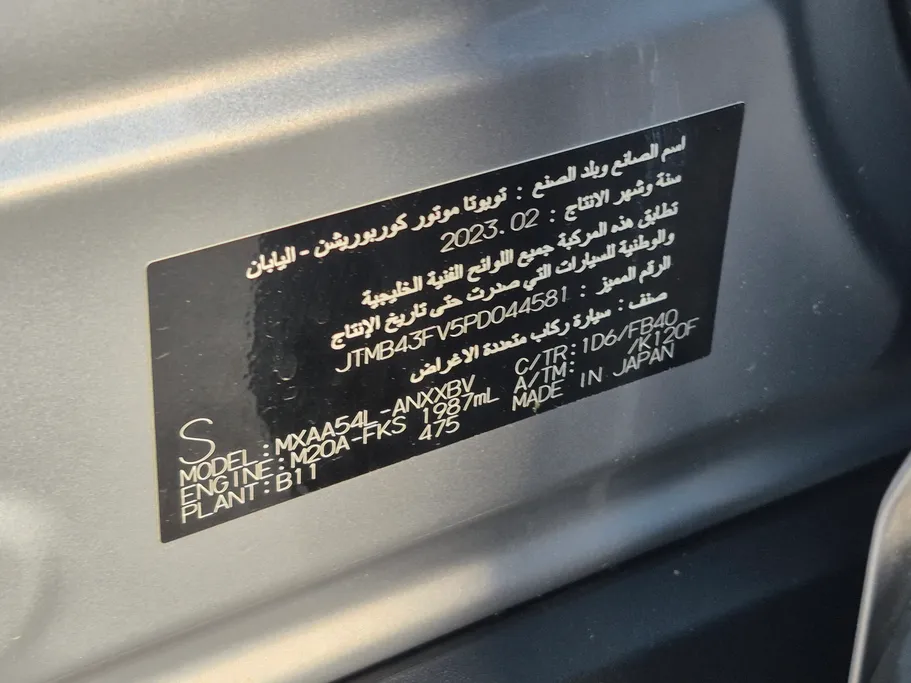 اسم الصانع وبلد الصنع : تويوتا موتور كوربوريشن - اليابان
سنة وشهر الانتاج : 2023.02
تطابق هذه المركبة جميع اللوائح الفنية الخليجية
والوطنية للسيارات التي صدرت حتى تاريخ الإنتاج
الرقم المميز : JTMB43FV5PD044581
صنف : سيارة ركاب متعددة الاغراض
S
MODEL:MXAA54L-ANXXBV C/TR:1D6/FB40
ENGINE:M20A-FKS 1987mL A/TM: /K120F
PLANT:B11 475 MADE IN JAPAN